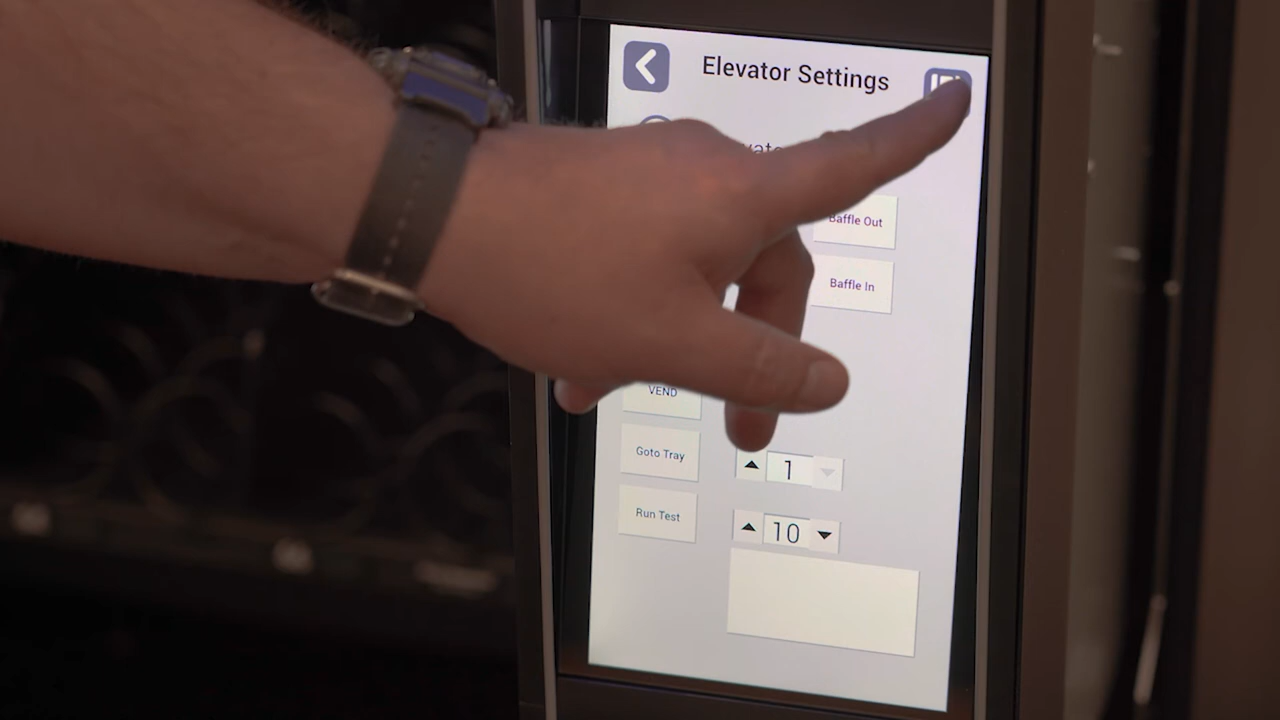 Elevator Settings
Baffle Out
Baffle In
VEND
Goto Tray
1
Run Test
10